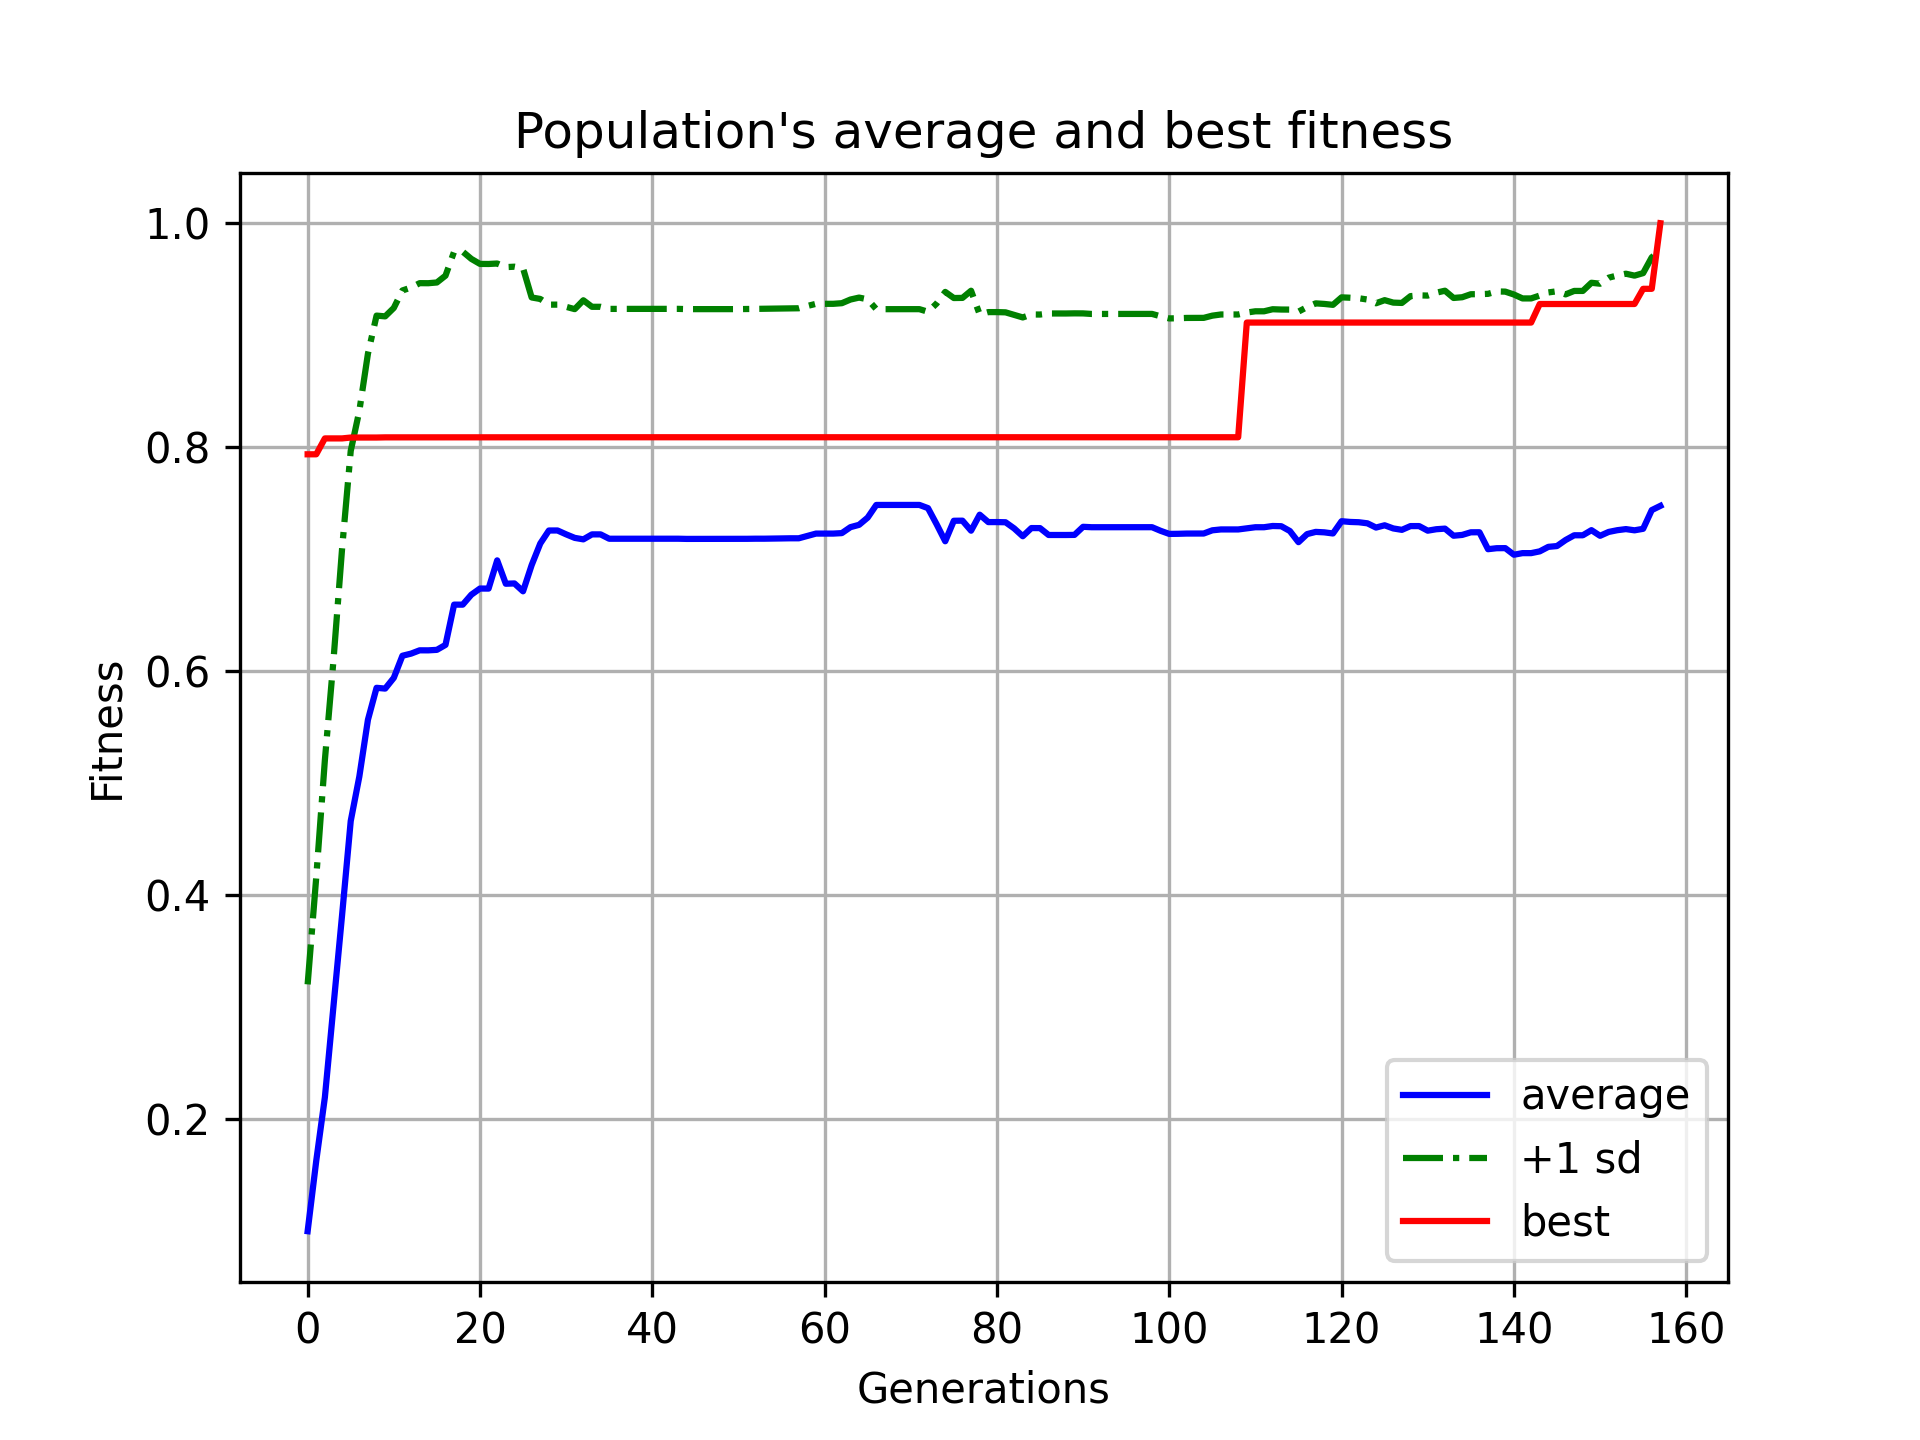 Population's average and best fitness
1.0
0.8
0.6
0.4
0.2
Fitness
average
+1 sd
best
0 20 40 60 80 100 120 140 160
Generations